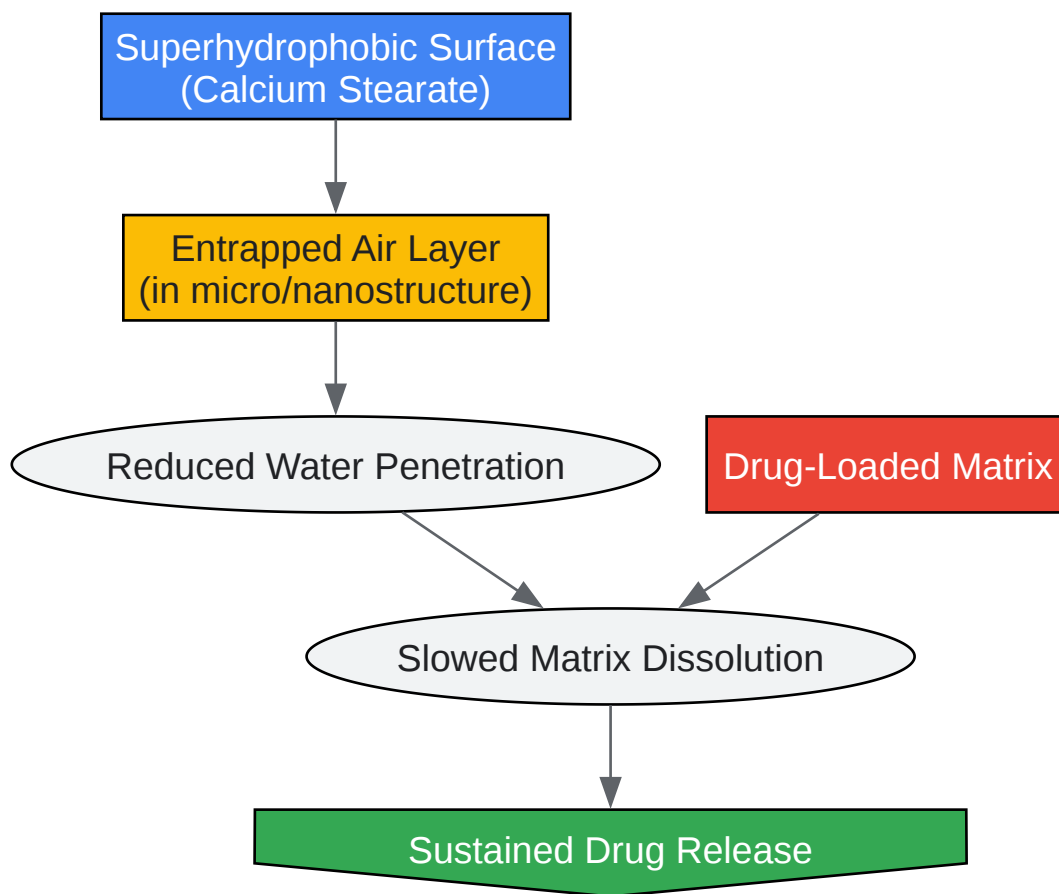 Superhydrophobic Surface
(Calcium Stearate)
Entrapped Air Layer
(in micro/nanostructure)
Reduced Water Penetration
Drug-Loaded Matrix
Slowed Matrix Dissolution
Sustained Drug Release